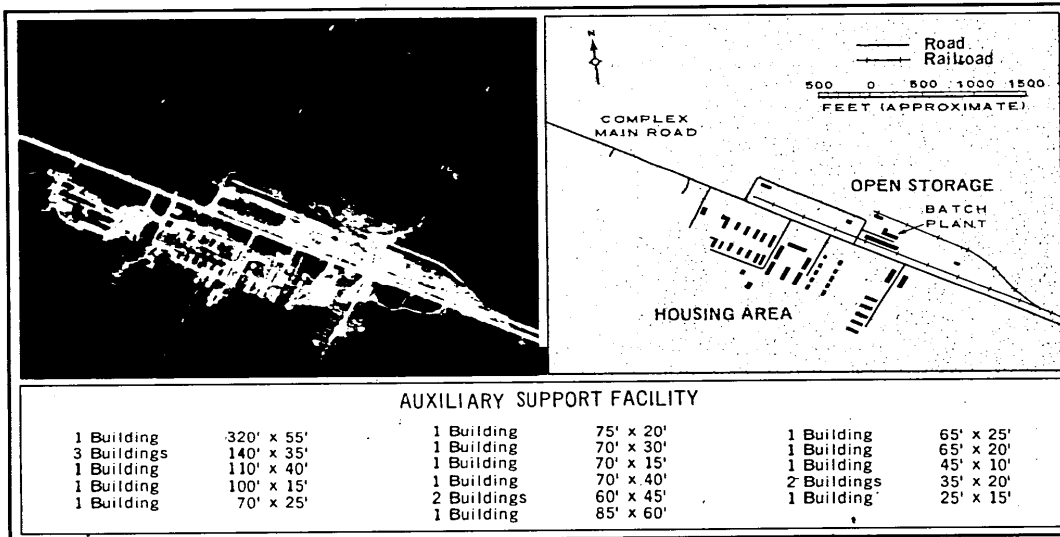 N
Road
Railroad
500 0 500 1000 1500
FEET (APPROXIMATE)
COMPLEX
MAIN ROAD
OPEN STORAGE
BATCH
PLANT
HOUSING AREA
AUXILIARY SUPPORT FACILITY
1 Building 320' x 55'
3 Buildings 140' x 35'
1 Building 110' x 40'
1 Building 100' x 15'
1 Building 70' x 25'
1 Building 75' x 20'
1 Building 70' x 30'
1 Building 70' x 15'
1 Building 70' x 40'
2 Buildings 60' x 45'
1 Building 85' x 60'
1 Building 65' x 25'
1 Building 65' x 20'
1 Building 45' x 10'
2 Buildings 35' x 20'
1 Building 25' x 15'